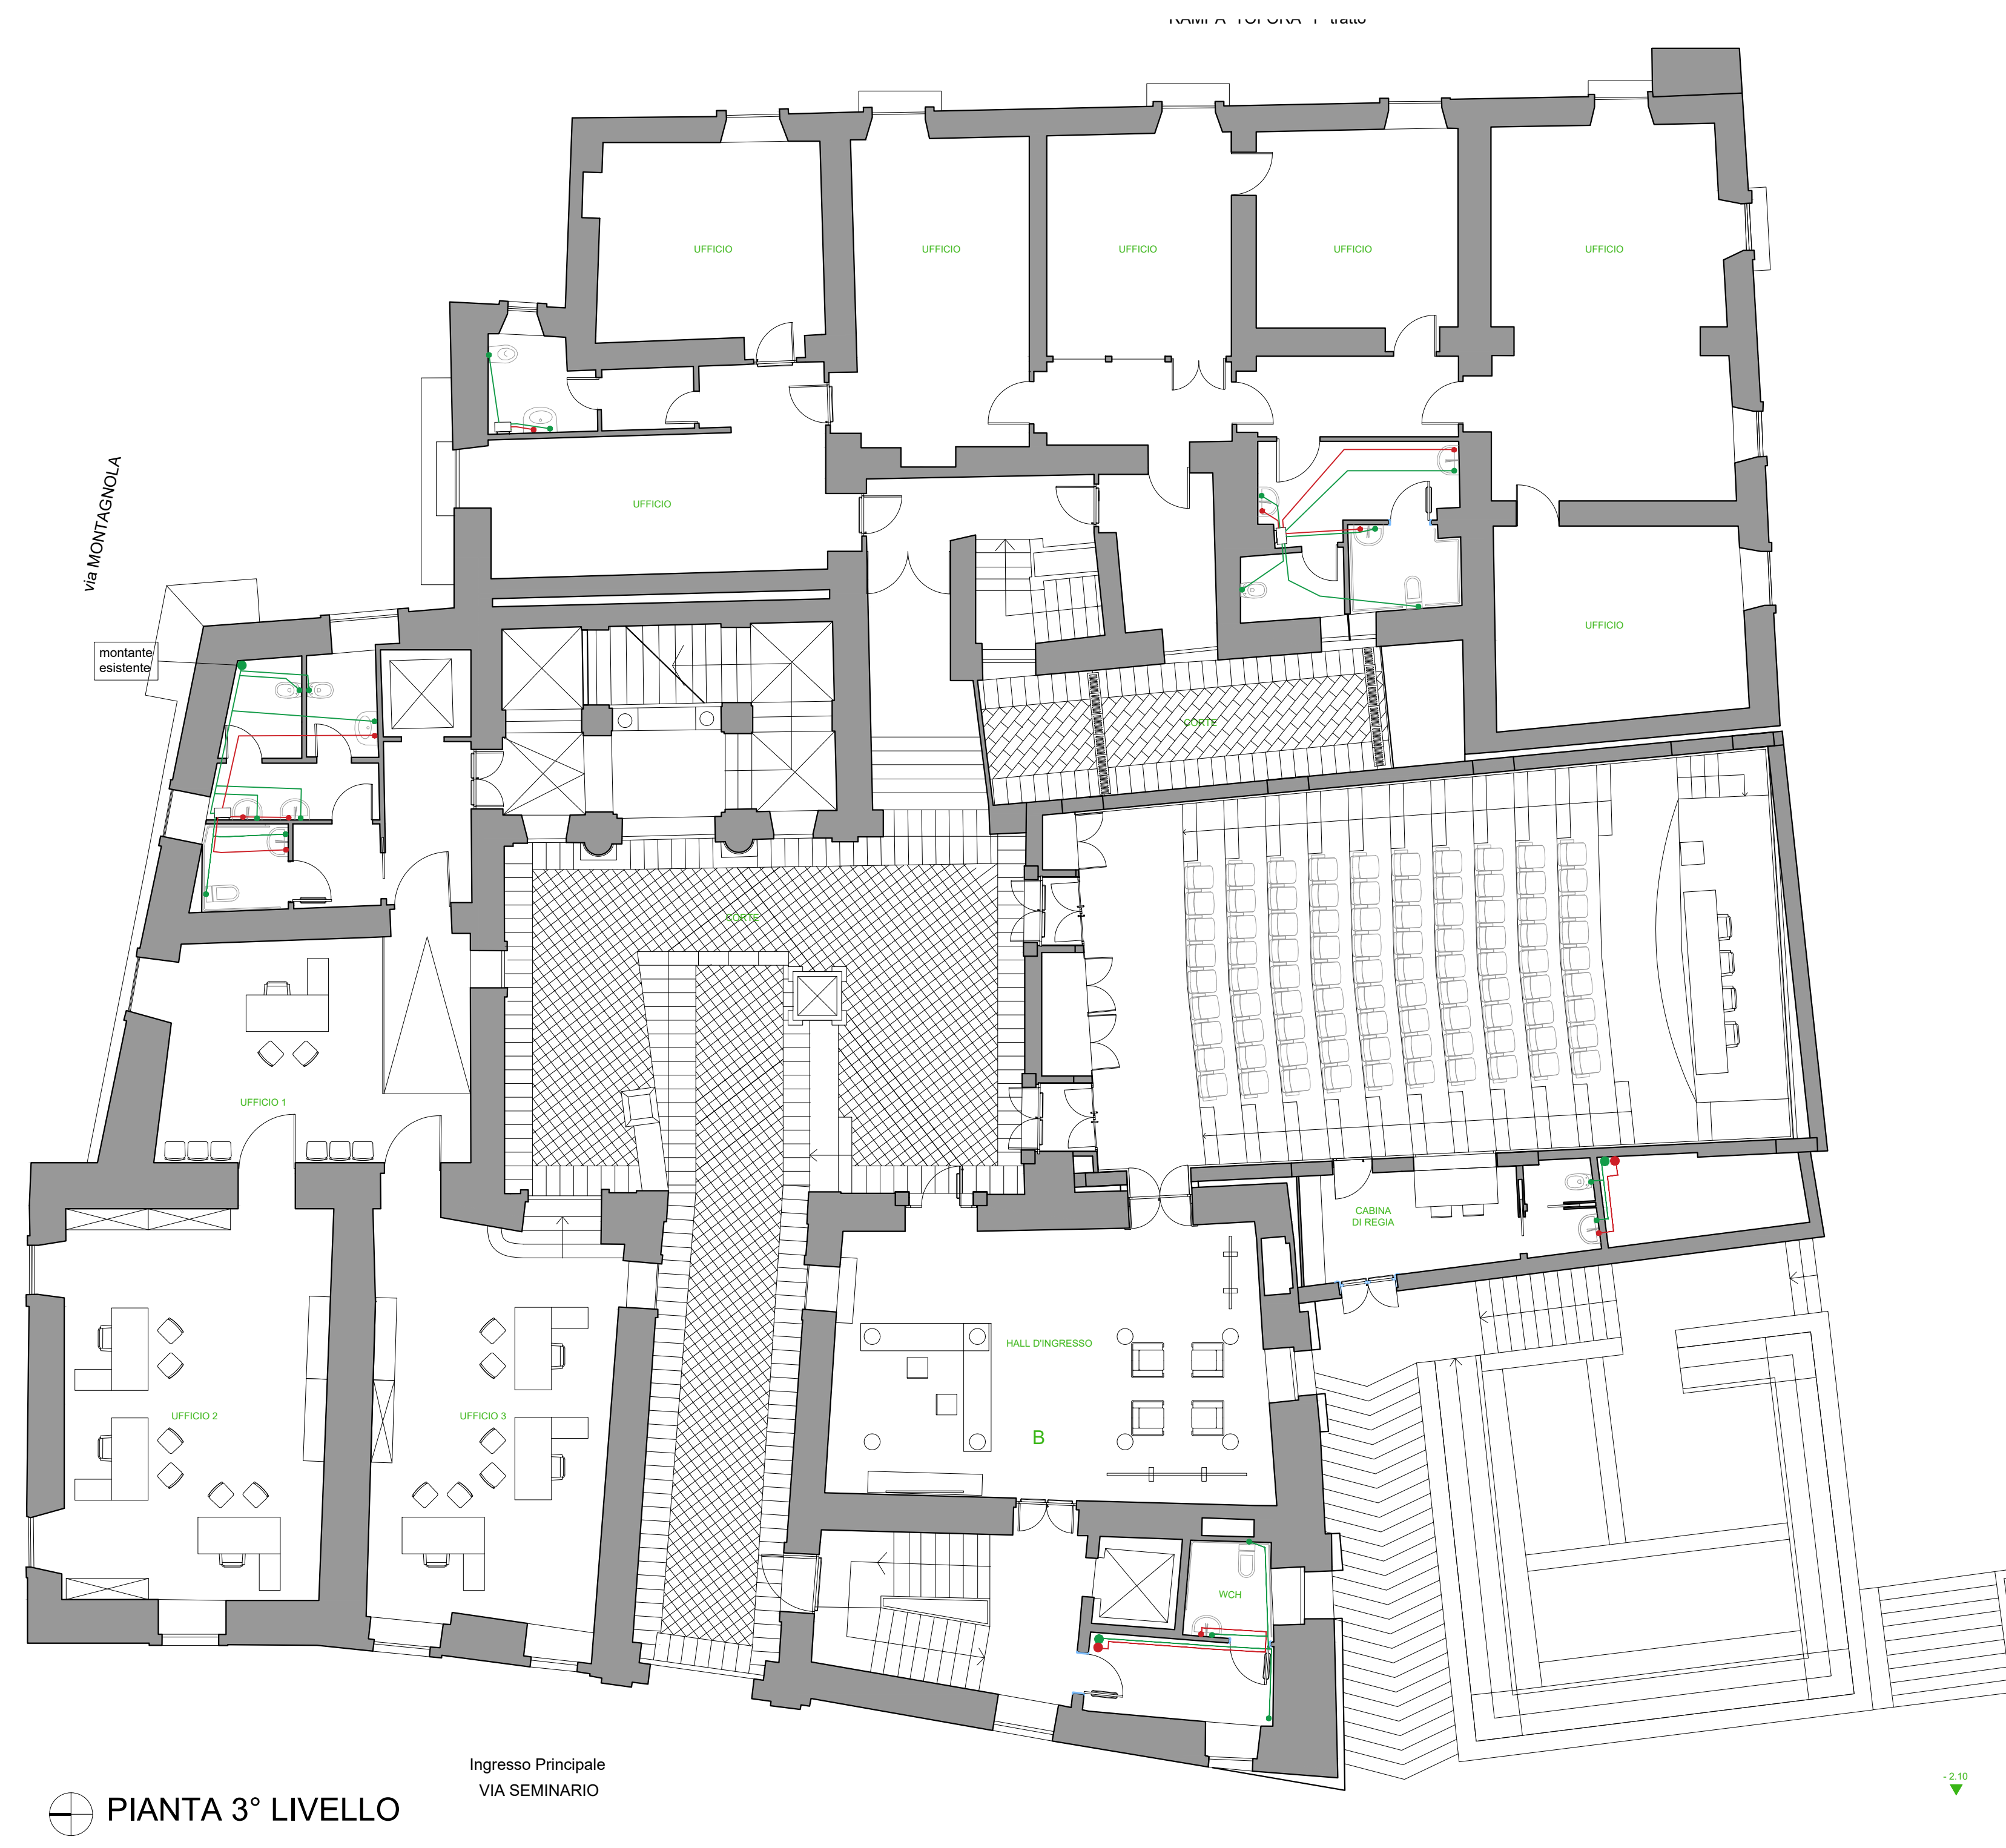 UFFICIO
UFFICIO
UFFICIO
UFFICIO
UFFICIO
via MONTAGNOLA
UFFICIO
UFFICIO
montante
esistente
CORTE
CORTE
UFFICIO 1
CABINA
DI REGIA
HALL D'INGRESSO
UFFICIO 2
UFFICIO 3
B
WCH
Ingresso Principale
VIA SEMINARIO
PIANTA 3° LIVELLO
- 2.10